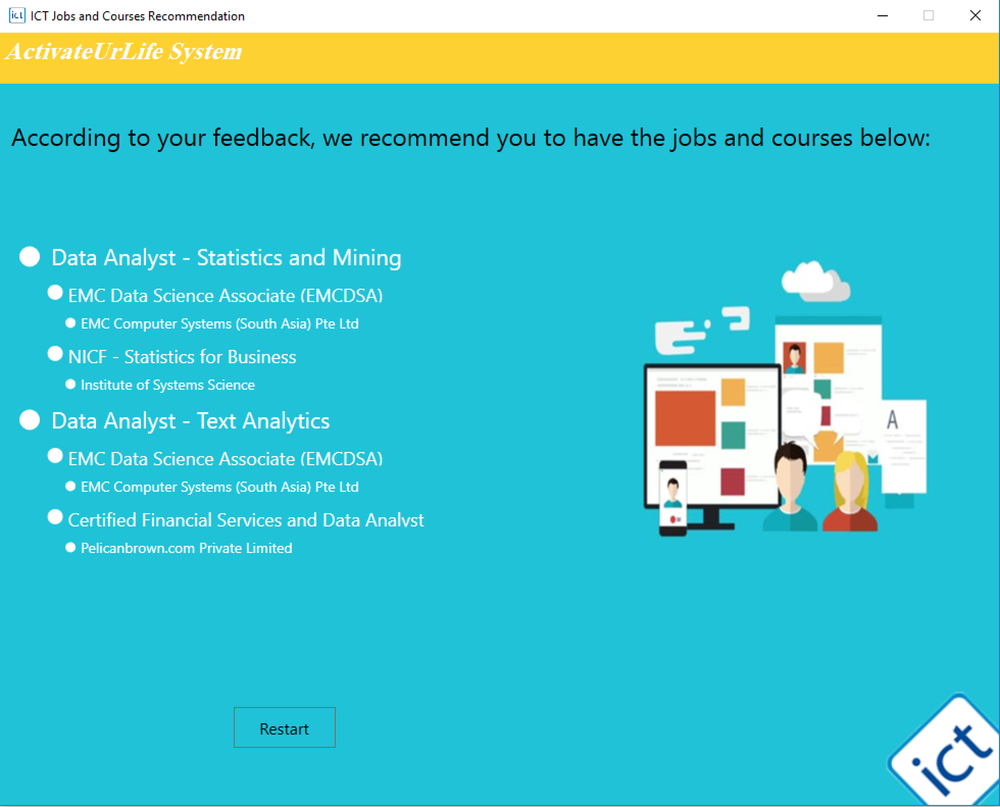 ict ICT Jobs and Courses Recommendation
ActivateUrLife System
According to your feedback, we recommend you to have the jobs and courses below:
Data Analyst - Statistics and Mining
EMC Data Science Associate (EMCDSA)
EMC Computer Systems (South Asia) Pte Ltd
NICF - Statistics for Business
Institute of Systems Science
Data Analyst - Text Analytics
EMC Data Science Associate (EMCDSA)
EMC Computer Systems (South Asia) Pte Ltd
Certified Financial Services and Data Analyst
Pelicanbrown.com Private Limited
A
Restart
ict